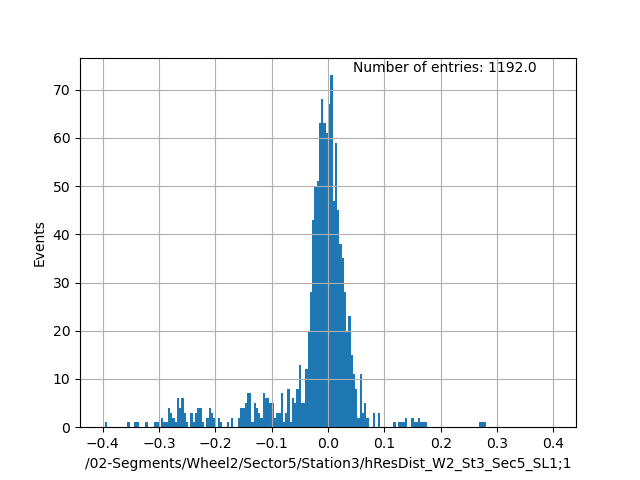 Number of entries: 1192.0
70
60
50
40
30
20
10
0
Events
−0.4 −0.3 −0.2 −0.1 0.0 0.1 0.2 0.3 0.4
/02-Segments/Wheel2/Sector5/Station3/hResDist_W2_St3_Sec5_SL1;1